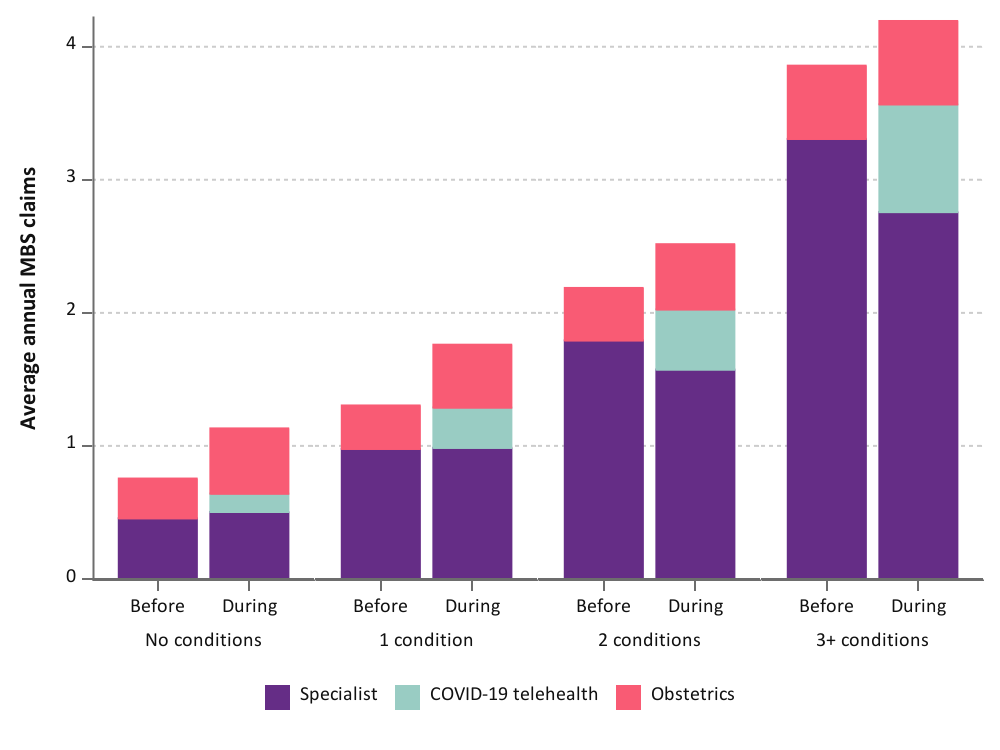 Average annual MBS claims
4
3
2
1
0
Before During Before During Before During Before During
No conditions 1 condition 2 conditions 3+ conditions
Specialist COVID-19 telehealth Obstetrics